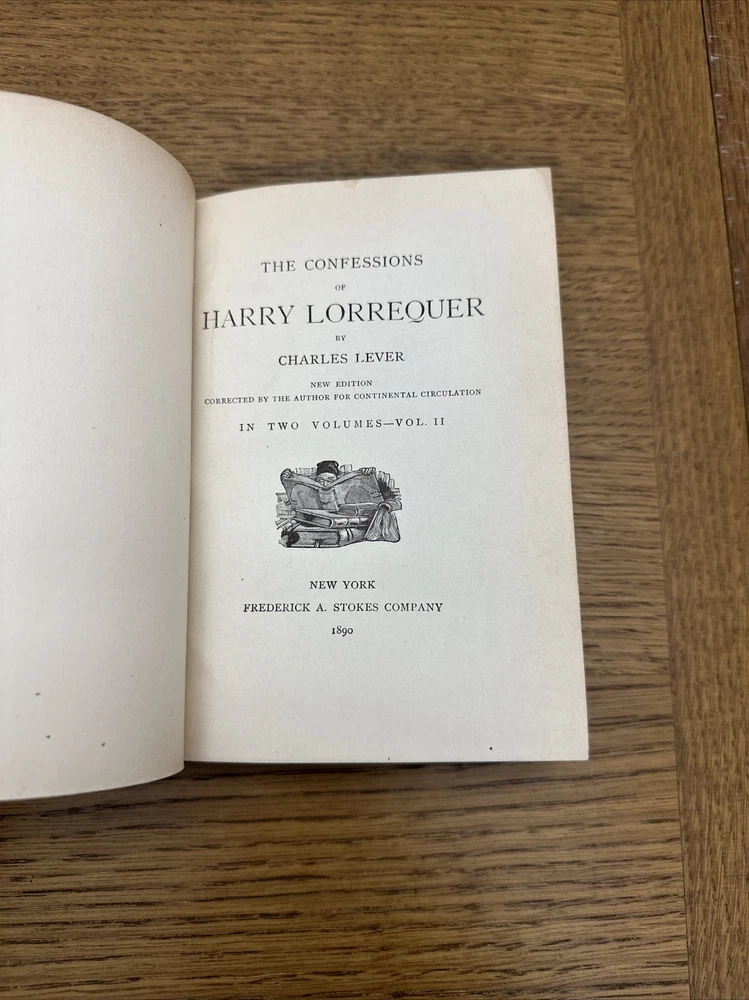 THE CONFESSIONS
OF
HARRY LORREQUER
BY
CHARLES LEVER
NEW EDITION
CORRECTED BY THE AUTHOR FOR CONTINENTAL CIRCULATION
IN TWO VOLUMES—VOL. II
NEW YORK
FREDERICK A. STOKES COMPANY
1890